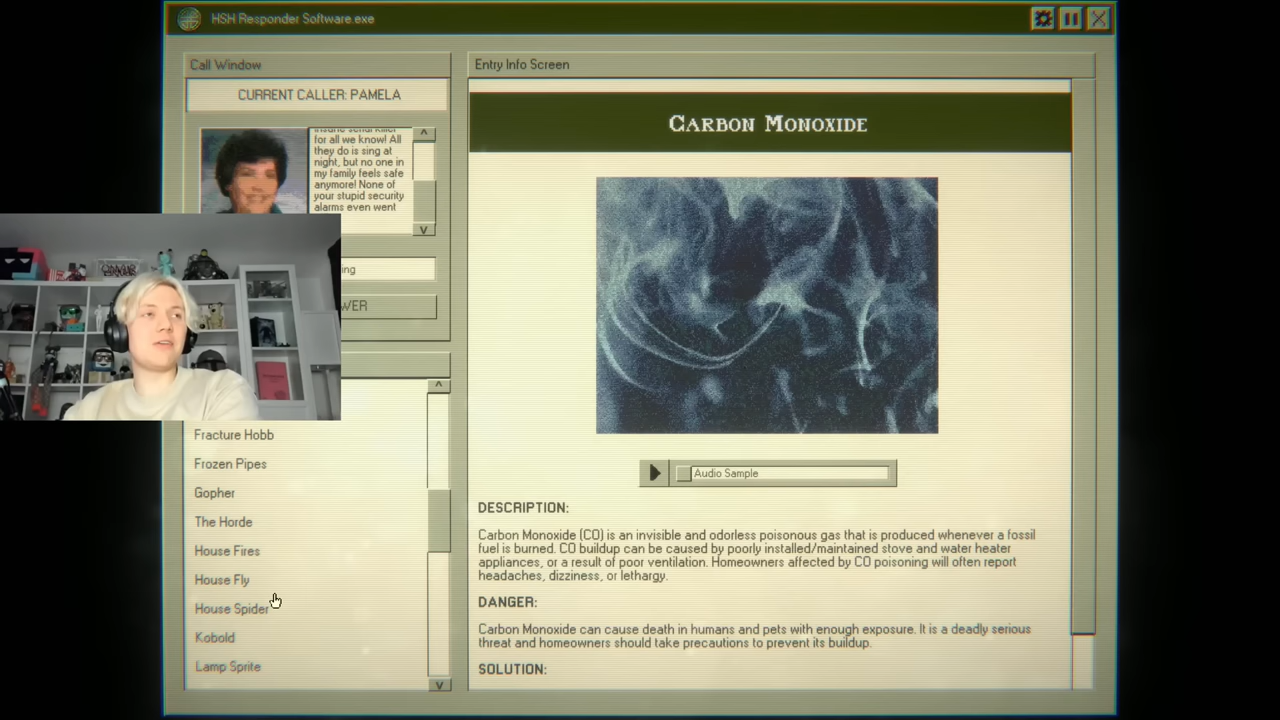 HSH Responder Software.exe
Call Window
CURRENT CALLER: PAMELA
for all we know! All
they do is sing at
night, but no one in
my family feels safe
anymore! None of
your stupid security
alarms even went
Fracture Hobb
Frozen Pipes
Gopher
The Horde
House Fires
House Fly
House Spider
Kobold
Lamp Sprite
Entry Info Screen
CARBON MONOXIDE
Audio Sample
DESCRIPTION:
Carbon Monoxide (CO) is an invisible and odorless poisonous gas that is produced whenever a fossil
fuel is burned. CO buildup can be caused by poorly installed/maintained stove and water heater
appliances, or a result of poor ventilation. Homeowners affected by CO poisoning will often report
headaches, dizziness, or lethargy.
DANGER:
Carbon Monoxide can cause death in humans and pets with enough exposure. It is a deadly serious
threat and homeowners should take precautions to prevent its buildup.
SOLUTION: